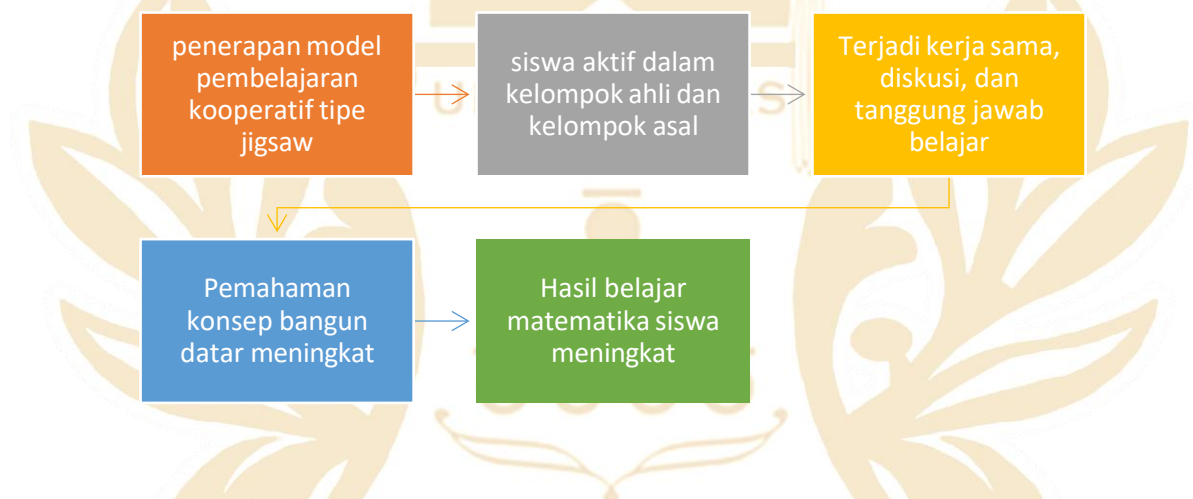 penerapan model
pembelajaran
kooperatif tipe
jigsaw
siswa aktif dalam
kelompok ahli dan
kelompok asal
Terjadi kerja sama,
diskusi, dan
tanggung jawab
belajar
Pemahaman
konsep bangun
datar meningkat
Hasil belajar
matematika siswa
meningkat